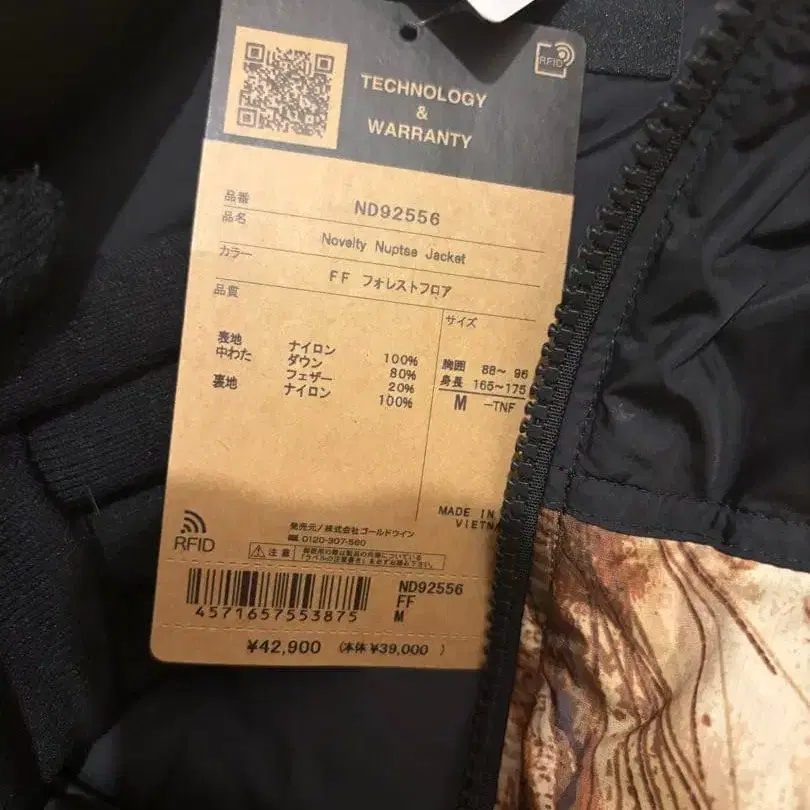 RFID
TECHNOLOGY
&
WARRANTY
品番 ND92556
品名 Novelty Nuptse Jacket
カラー FF フォレストフロア
品質
サイズ
表地 ナイロン 100%
中わた ダウン 80%
フェザー 20%
裏地 ナイロン 100%
胸囲 88～ 96
身長 165～175
M -TNF
MADE IN
VIETNA
RFID
発売元/株式会社ゴールドウイン
0120-307-560
注意
4571657553875
ND92556
FF
M
¥42,900 (本体 ¥39,000 )